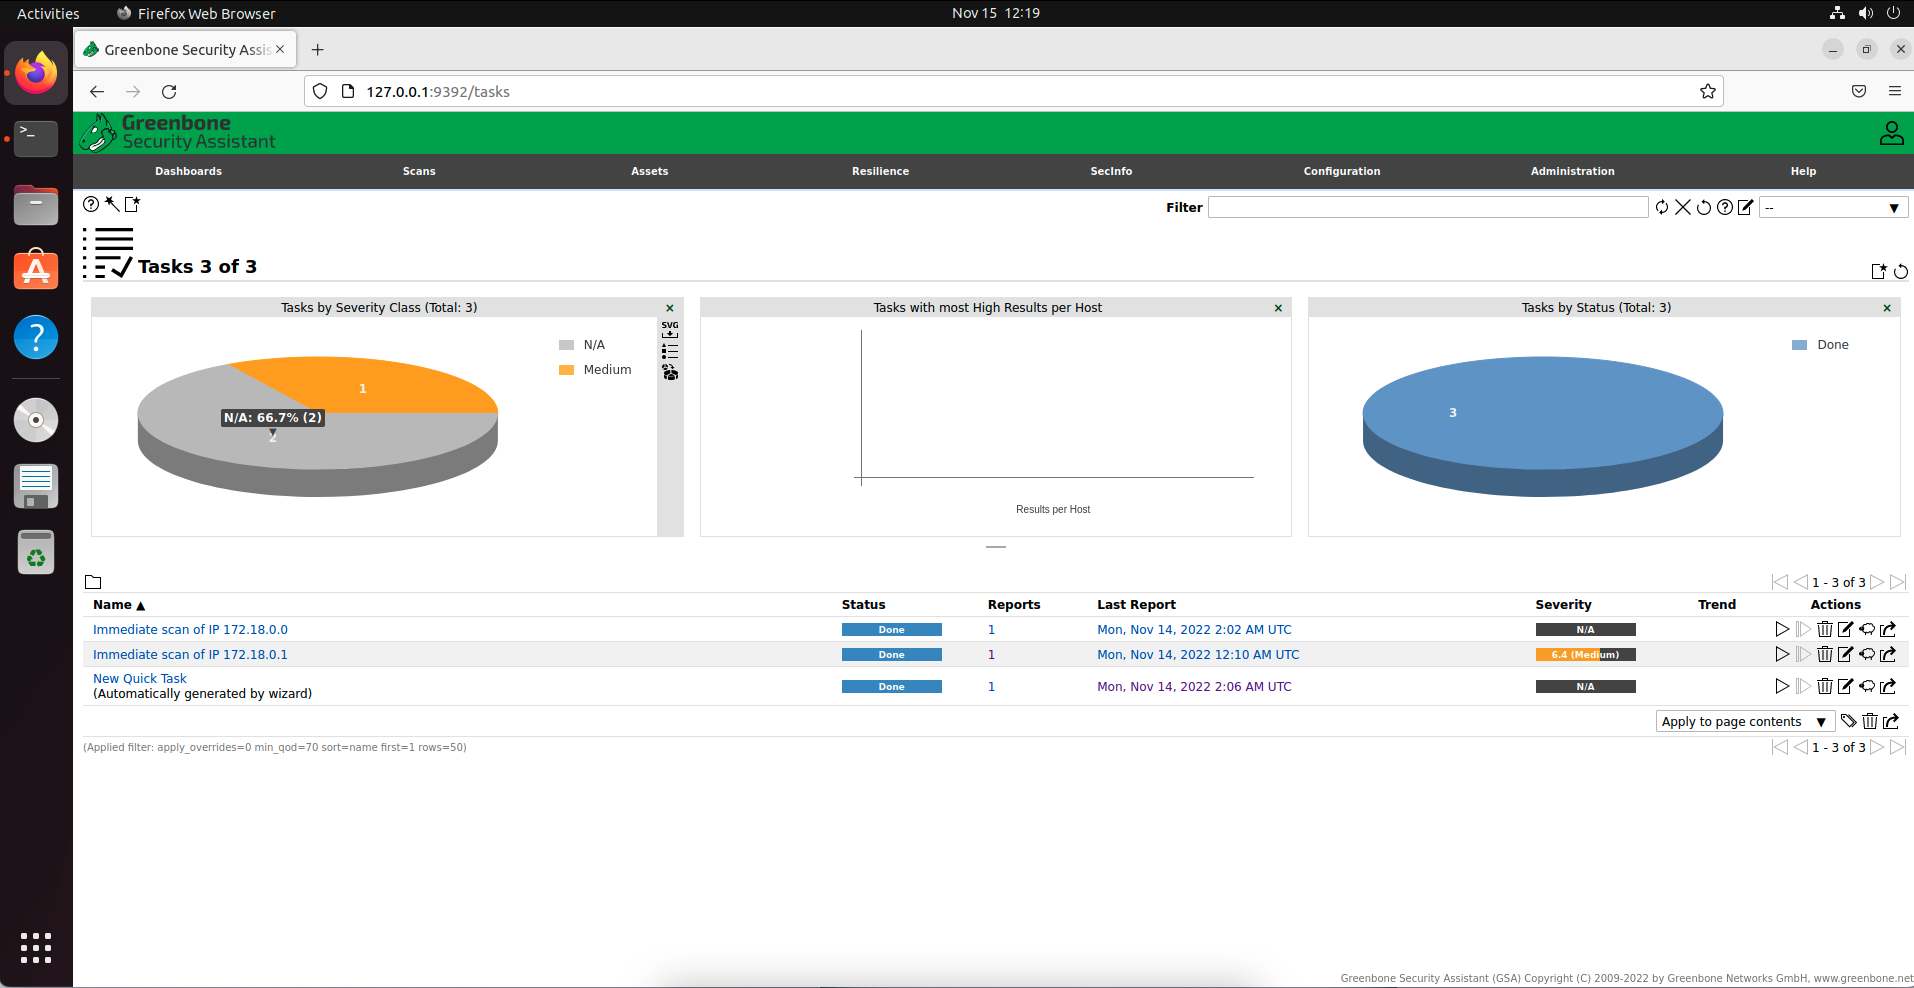 Activities Firefox Web Browser Nov 15 12:19
Greenbone Security Assis
127.0.0.1:9392/tasks
Greenbone
Security Assistant
Dashboards Scans Assets Resilience SecInfo Configuration Administration Help
Filter --
Tasks 3 of 3
Tasks by Severity Class (Total: 3)
SVG
N/A
Medium
1
N/A: 66.7% (2)
2
Tasks with most High Results per Host
Results per Host
Tasks by Status (Total: 3)
Done
3
1 - 3 of 3
Name ▲ Status Reports Last Report Severity Trend Actions
Immediate scan of IP 172.18.0.0 Done 1 Mon, Nov 14, 2022 2:02 AM UTC N/A
Immediate scan of IP 172.18.0.1 Done 1 Mon, Nov 14, 2022 12:10 AM UTC 6.4 (Medium)
New Quick Task
(Automatically generated by wizard) Done 1 Mon, Nov 14, 2022 2:06 AM UTC N/A
Apply to page contents ▼
(Applied filter: apply_overrides=0 min_qod=70 sort=name first=1 rows=50)
1 - 3 of 3
Greenbone Security Assistant (GSA) Copyright (C) 2009-2022 by Greenbone Networks GmbH, www.greenbone.net